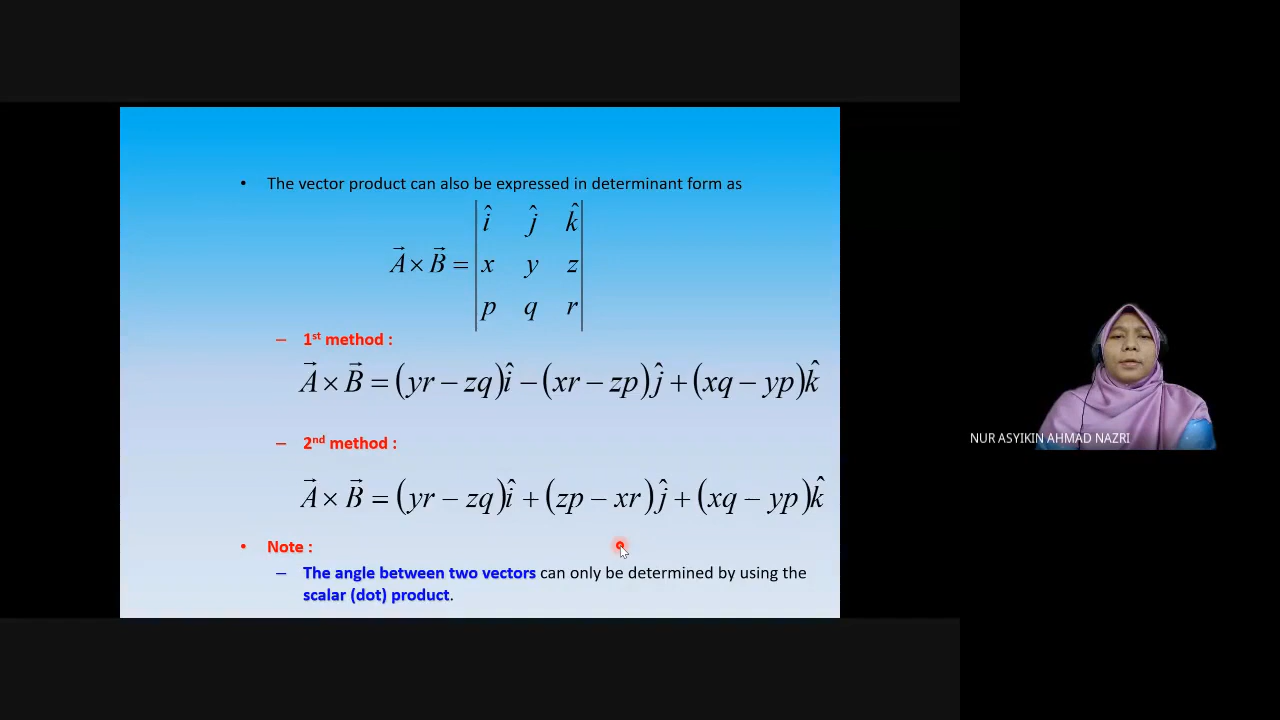 • The vector product can also be expressed in determinant form as
î ĵ k̂
A⃗ × B⃗ = x y z
p q r
– 1st method :
A⃗ × B⃗ = (yr − zq)î − (xr − zp)ĵ + (xq − yp)k̂
– 2nd method :
A⃗ × B⃗ = (yr − zq)î + (zp − xr)ĵ + (xq − yp)k̂
• Note :
– The angle between two vectors can only be determined by using the
scalar (dot) product.
NUR ASYIKIN AHMAD NAZRI